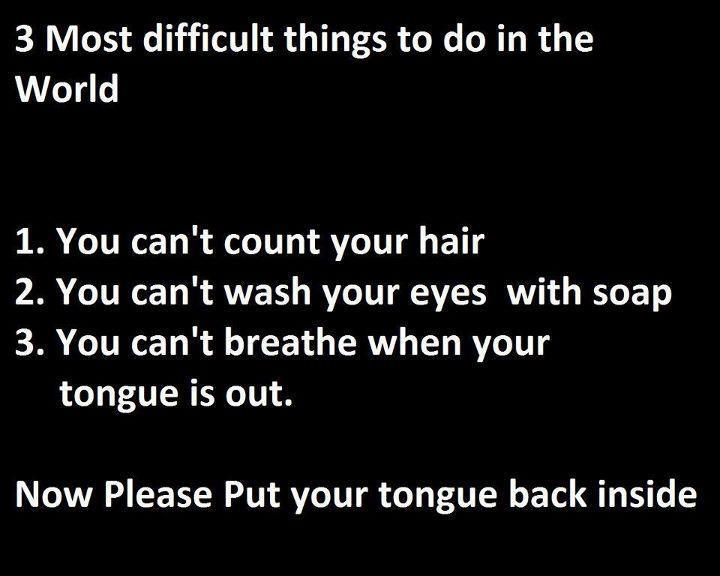 3 Most difficult things to do in the
World
1. You can't count your hair
2. You can't wash your eyes  with soap
3. You can't breathe when your
tongue is out.
Now Please Put your tongue back inside